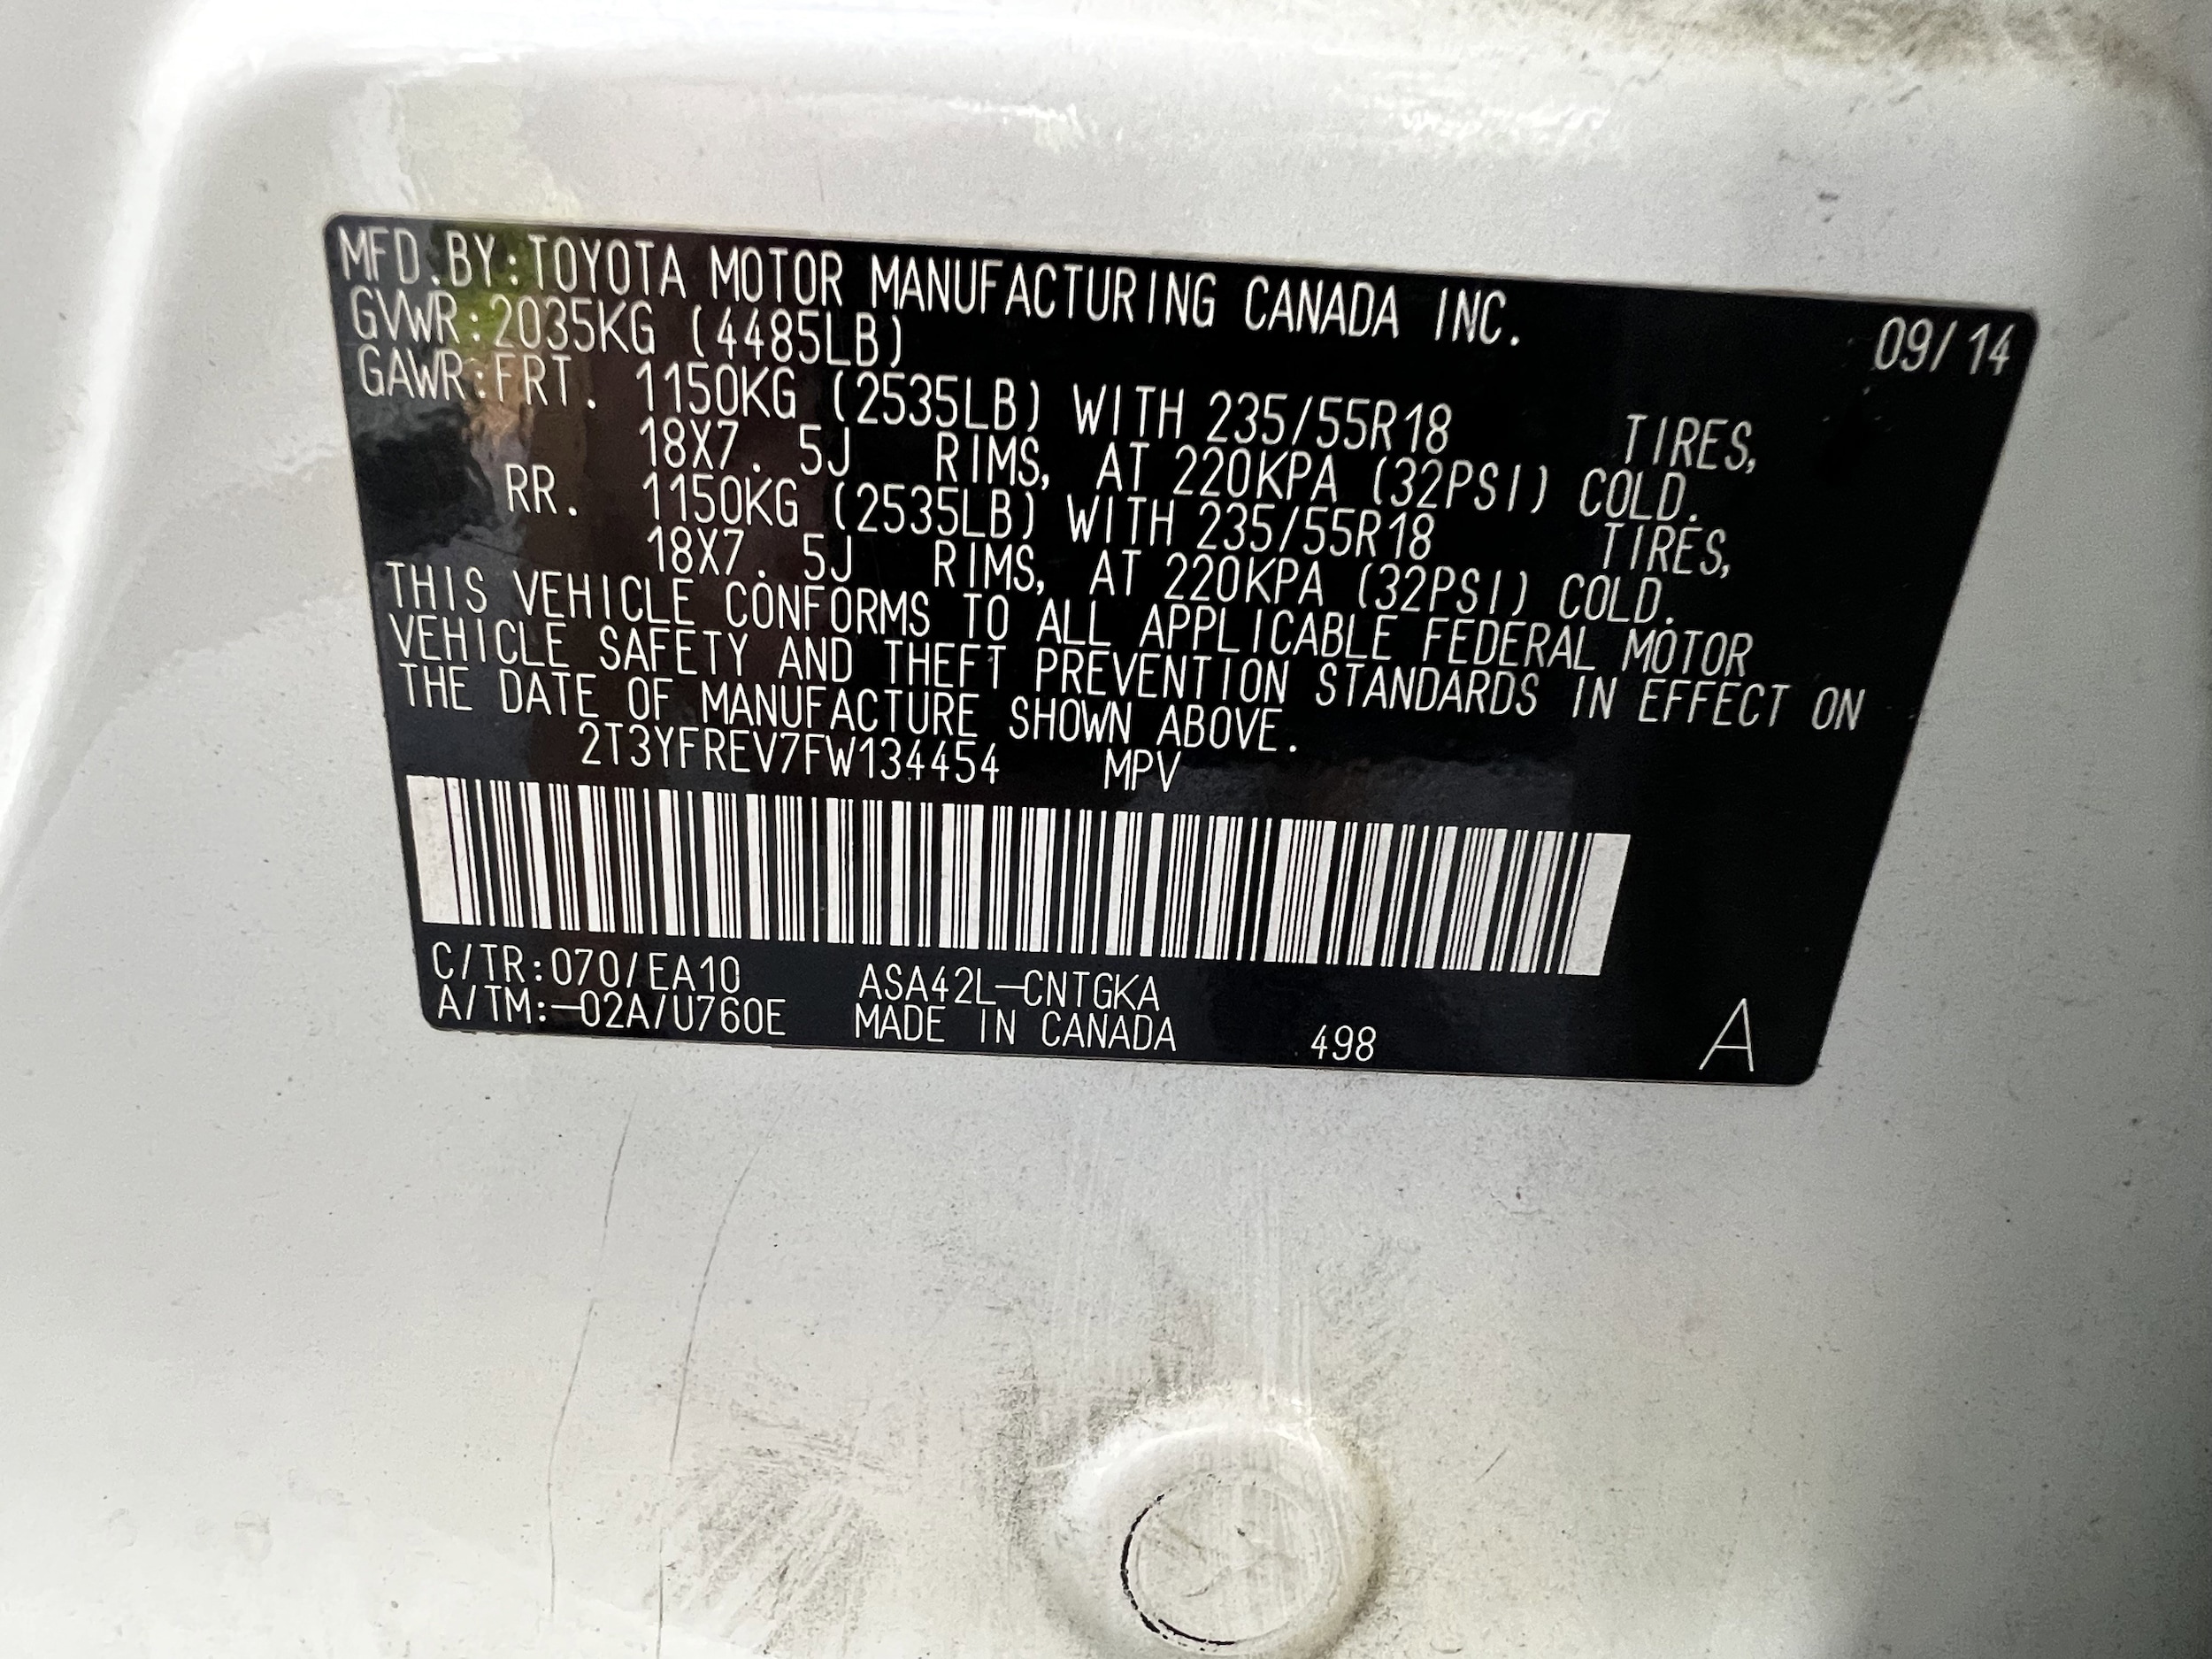 MFD.BY:TOYOTA MOTOR MANUFACTURING CANADA INC. 09/14
GVWR:2035KG (4485LB)
GAWR:FRT. 1150KG (2535LB) WITH 235/55R18 TIRES,
18X7.5J RIMS, AT 220KPA (32PSI) COLD.
RR. 1150KG (2535LB) WITH 235/55R18 TIRES,
18X7.5J RIMS, AT 220KPA (32PSI) COLD.
THIS VEHICLE CONFORMS TO ALL APPLICABLE FEDERAL MOTOR
VEHICLE SAFETY AND THEFT PREVENTION STANDARDS IN EFFECT ON
THE DATE OF MANUFACTURE SHOWN ABOVE.
2T3YFREV7FW134454 MPV
C/TR:070/EA10 ASA42L-CNTGKA
A/TM:-02A/U760E MADE IN CANADA 498 A